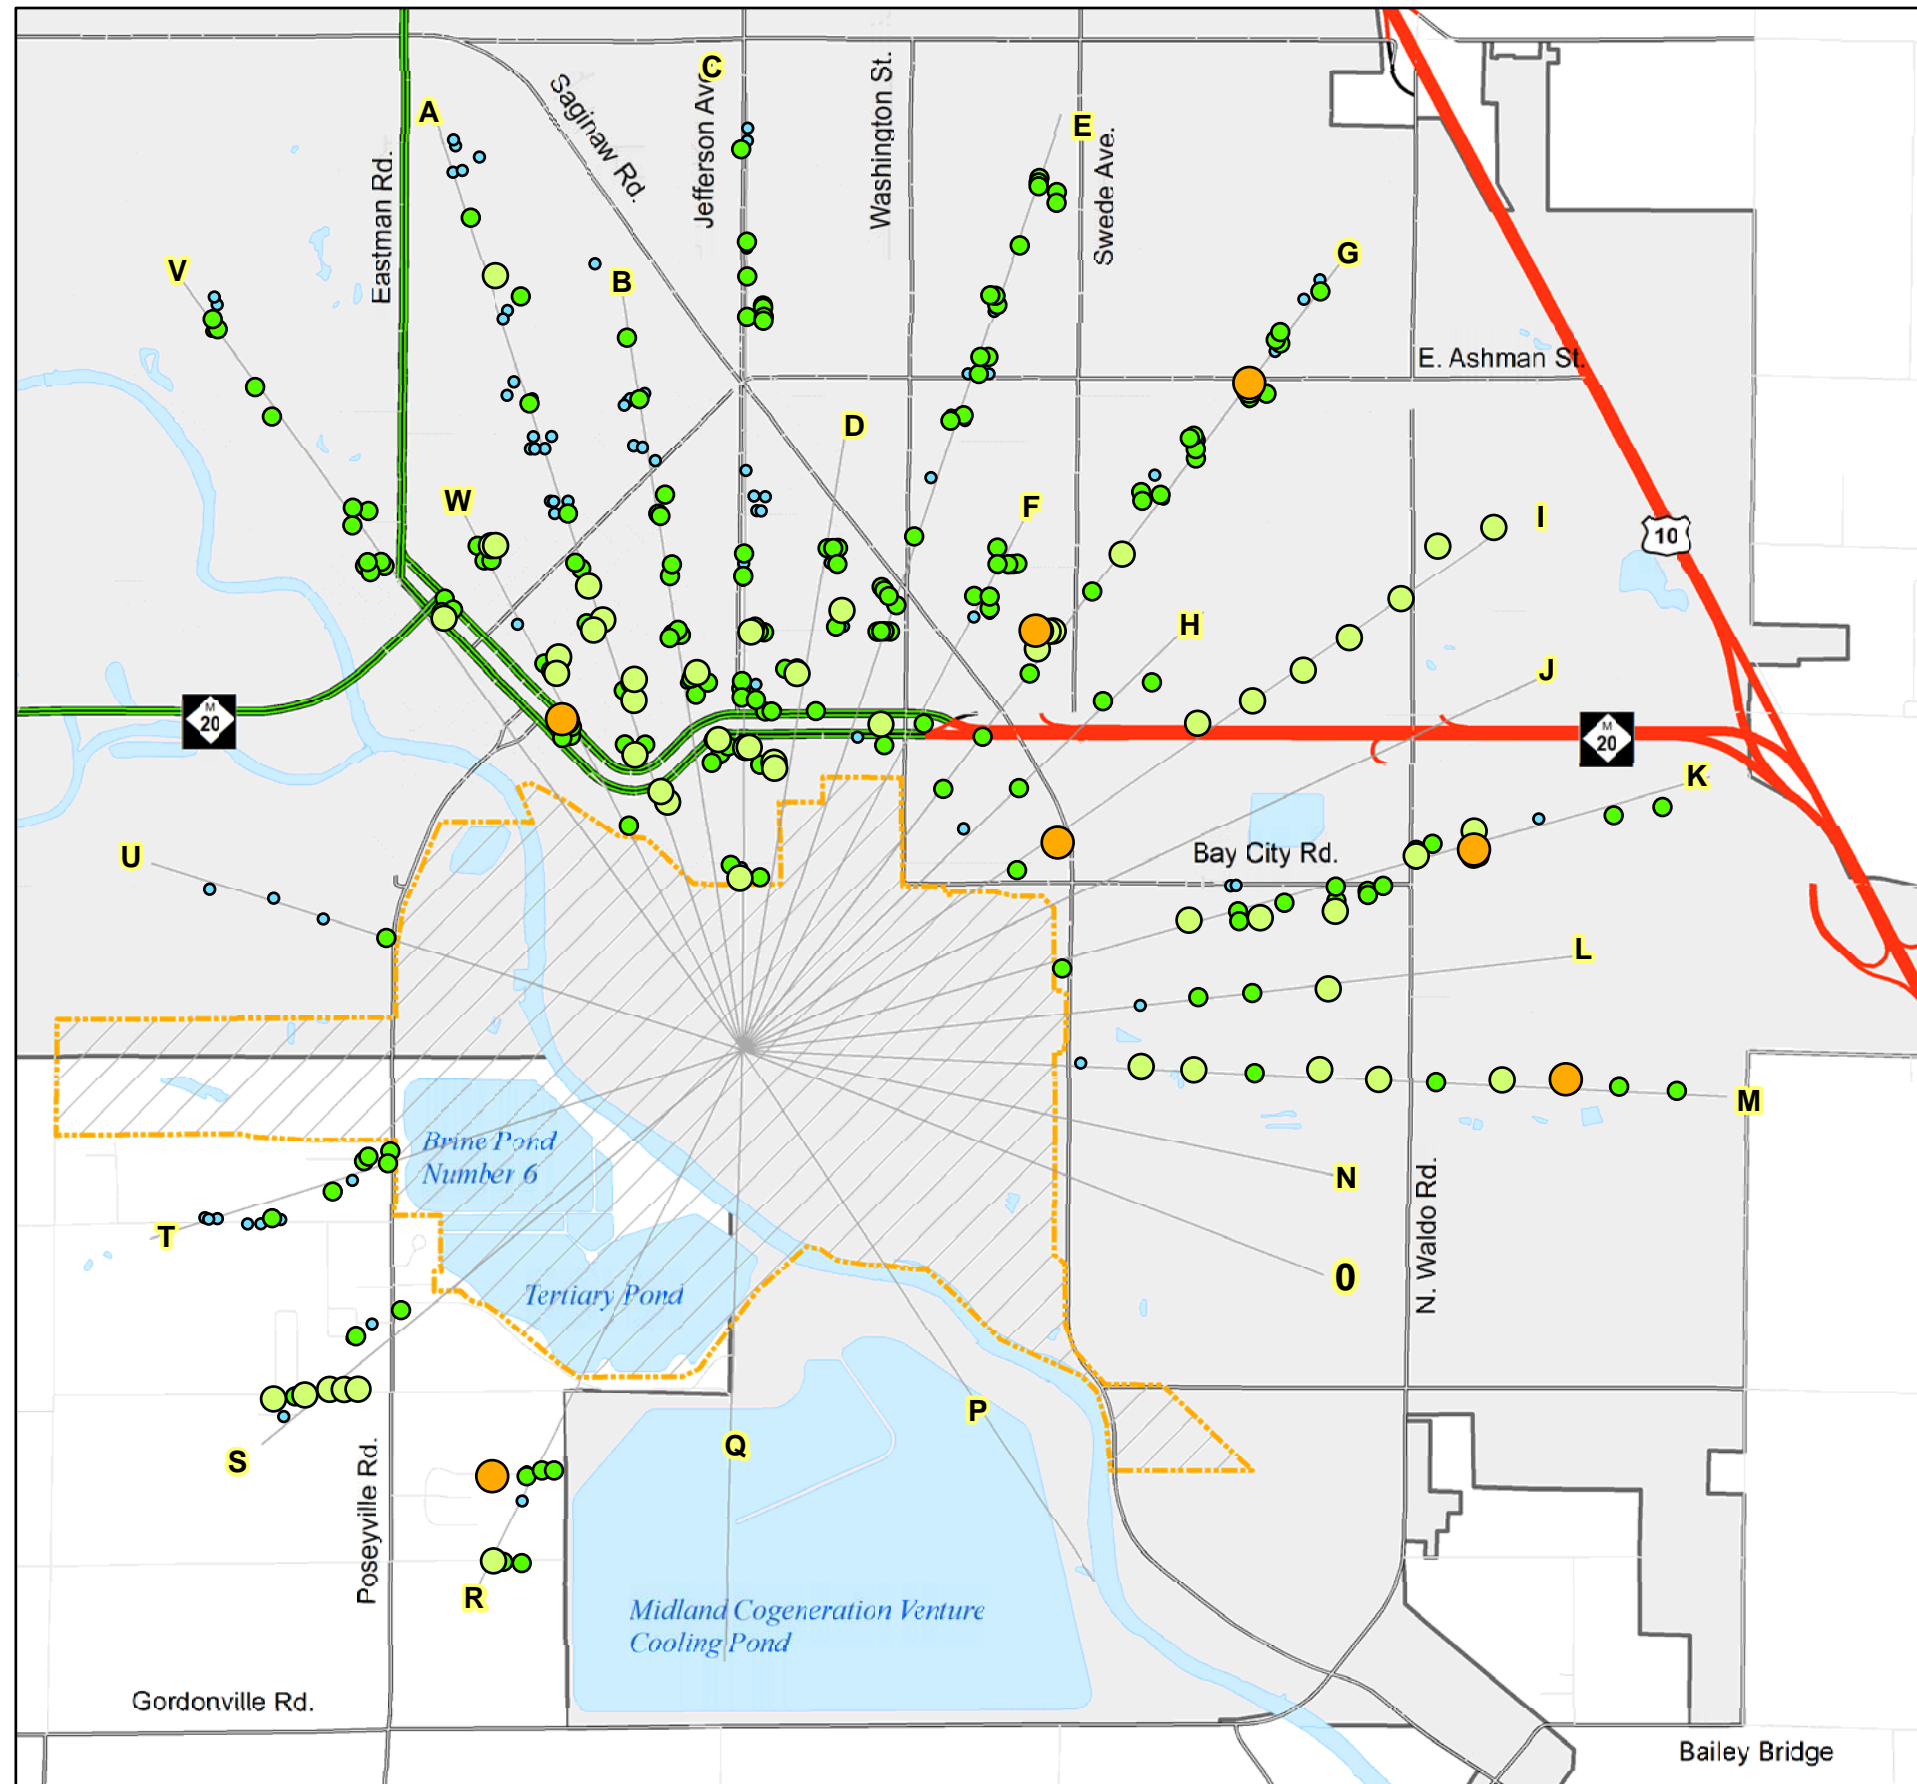 C
A
Saginaw Rd.
Jefferson Ave
Washington St.
E
Swede Ave.
Eastman Rd.
V
B
G
E. Ashman St.
D
W
F
I
10
H
J
M
20
M
20
K
U
Bay City Rd.
L
M
Brine Pond
Number 6
N
N. Waldo Rd.
T
Tertiary Pond
0
P
Q
S
Poseyville Rd.
R
Midland Cogeneration Venture
Cooling Pond
Gordonville Rd.
Bailey Bridge